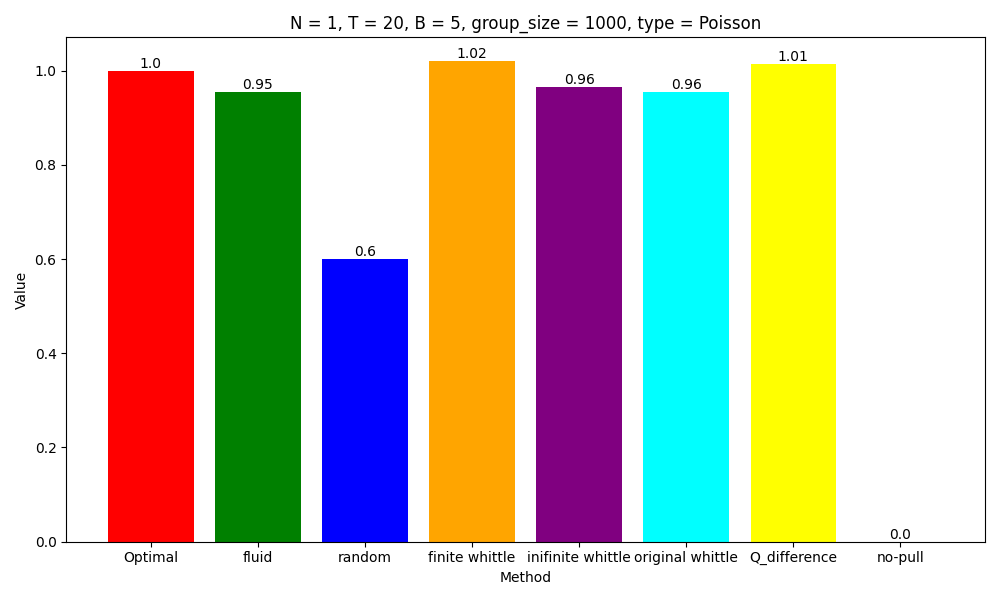 N = 1, T = 20, B = 5, group_size = 1000, type = Poisson
Value
1.0
0.8
0.6
0.4
0.2
0.0
1.0
0.95
0.6
1.02
0.96
0.96
1.01
0.0
Optimal
fluid
random
finite whittle
inifinite whittle
original whittle
Q_difference
no-pull
Method